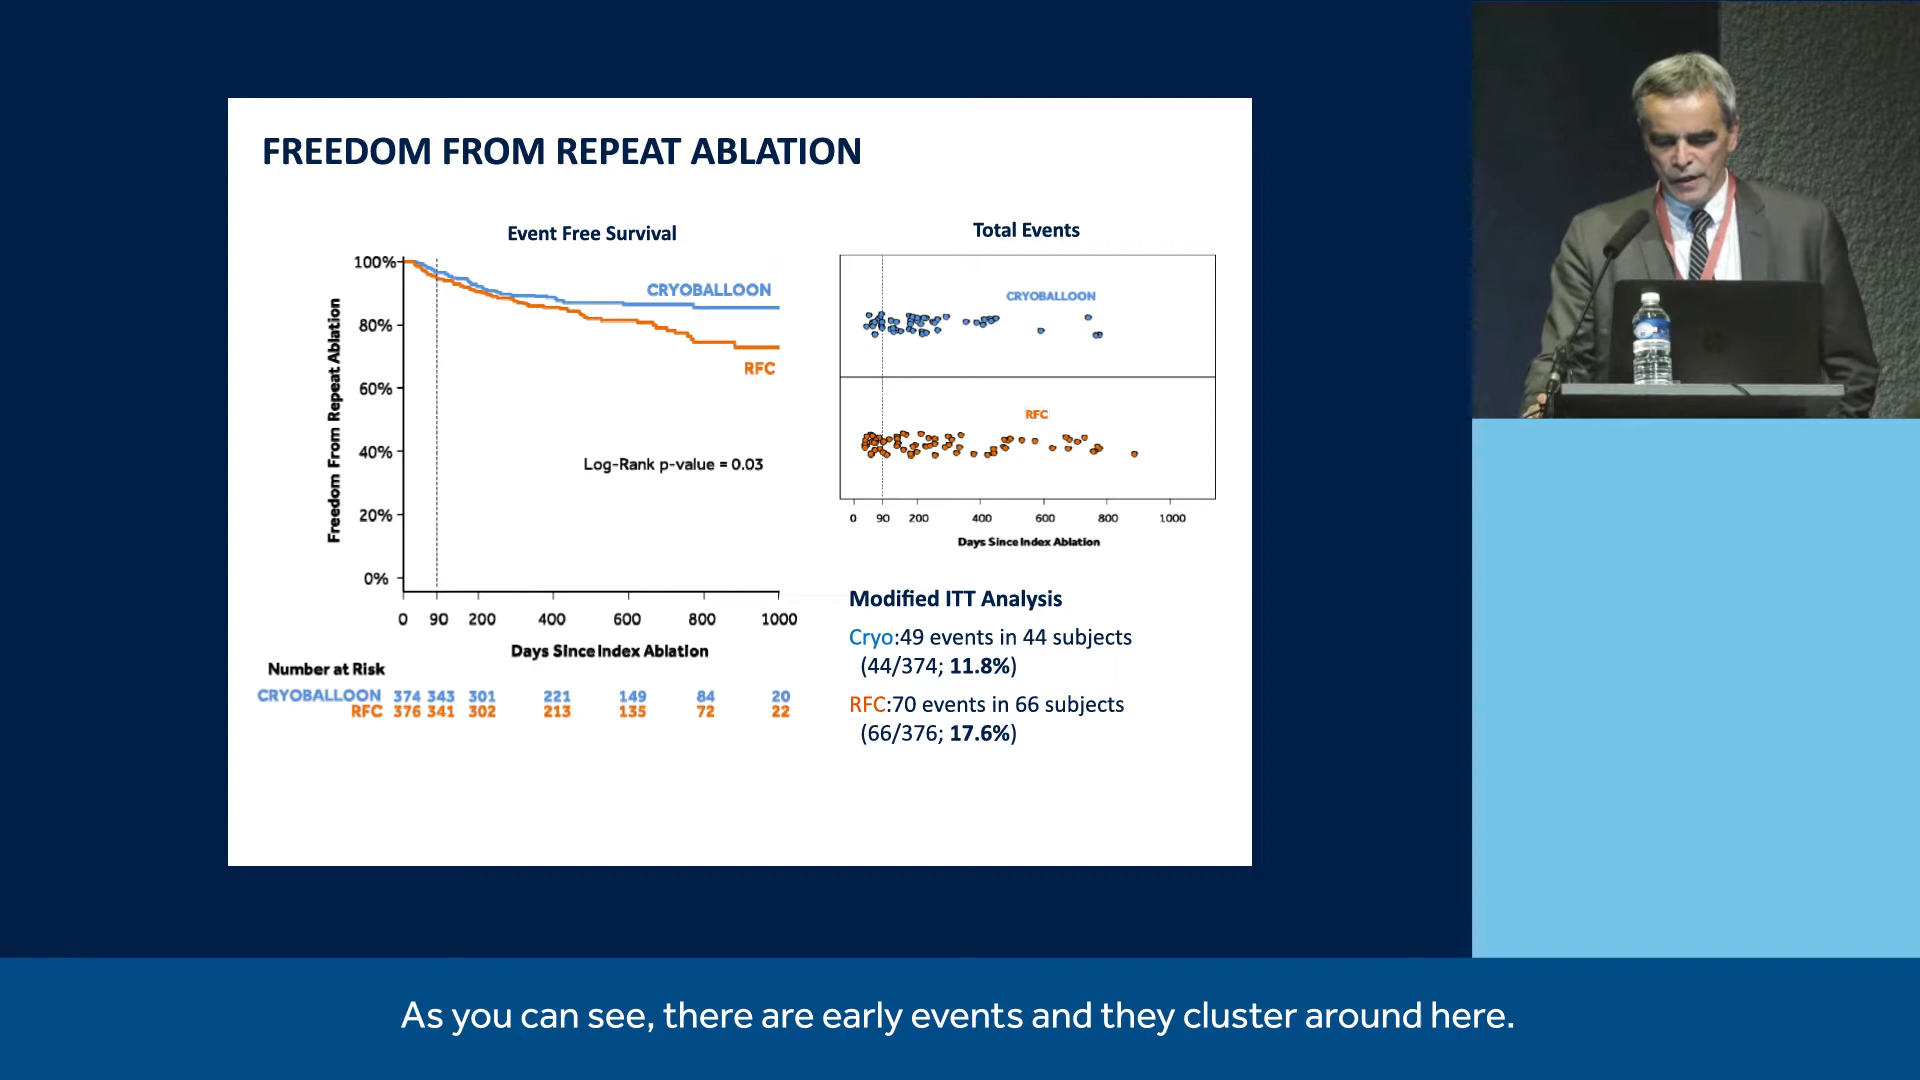 FREEDOM FROM REPEAT ABLATION
Event Free Survival
100%
80%
60%
40%
20%
0%
Freedom From Repeat Ablation
CRYOBALLOON
RFC
Log-Rank p-value = 0.03
0 90 200 400 600 800 1000
Days Since Index Ablation
Number at Risk
CRYOBALLOON 374 343 301 221 149 84 20
RFC 376 341 302 213 135 72 22
Total Events
CRYOBALLOON
RFC
0 90 200 400 600 800 1000
Days Since Index Ablation
Modified ITT Analysis
Cryo:49 events in 44 subjects
(44/374; 11.8%)
RFC:70 events in 66 subjects
(66/376; 17.6%)
As you can see, there are early events and they cluster around here.